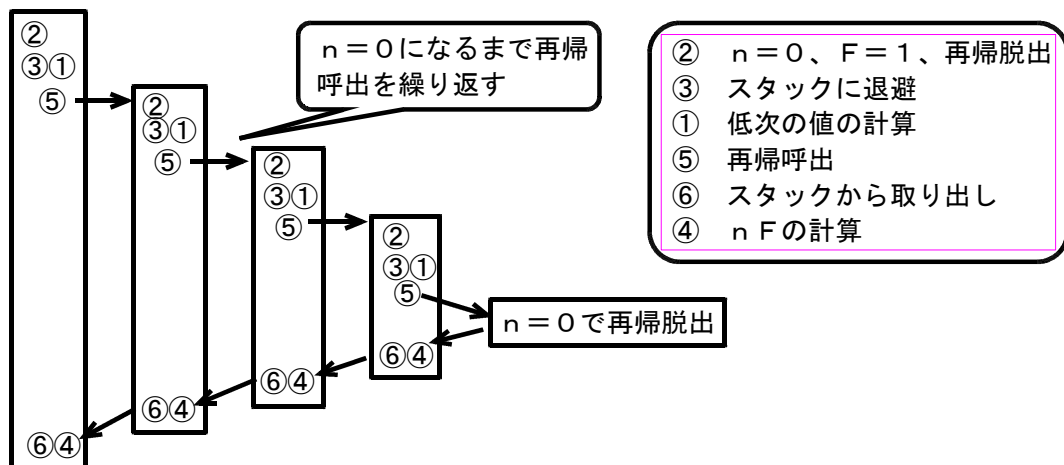 ②
③①
⑤
②
③①
⑤
②
③①
⑤
②
③①
⑤
⑥④
⑥④
⑥④
⑥④
n=0になるまで再帰
呼出を繰り返す
n=0で再帰脱出
② n=0、F=1、再帰脱出
③ スタックに退避
① 低次の値の計算
⑤ 再帰呼出
⑥ スタックから取り出し
④ nFの計算